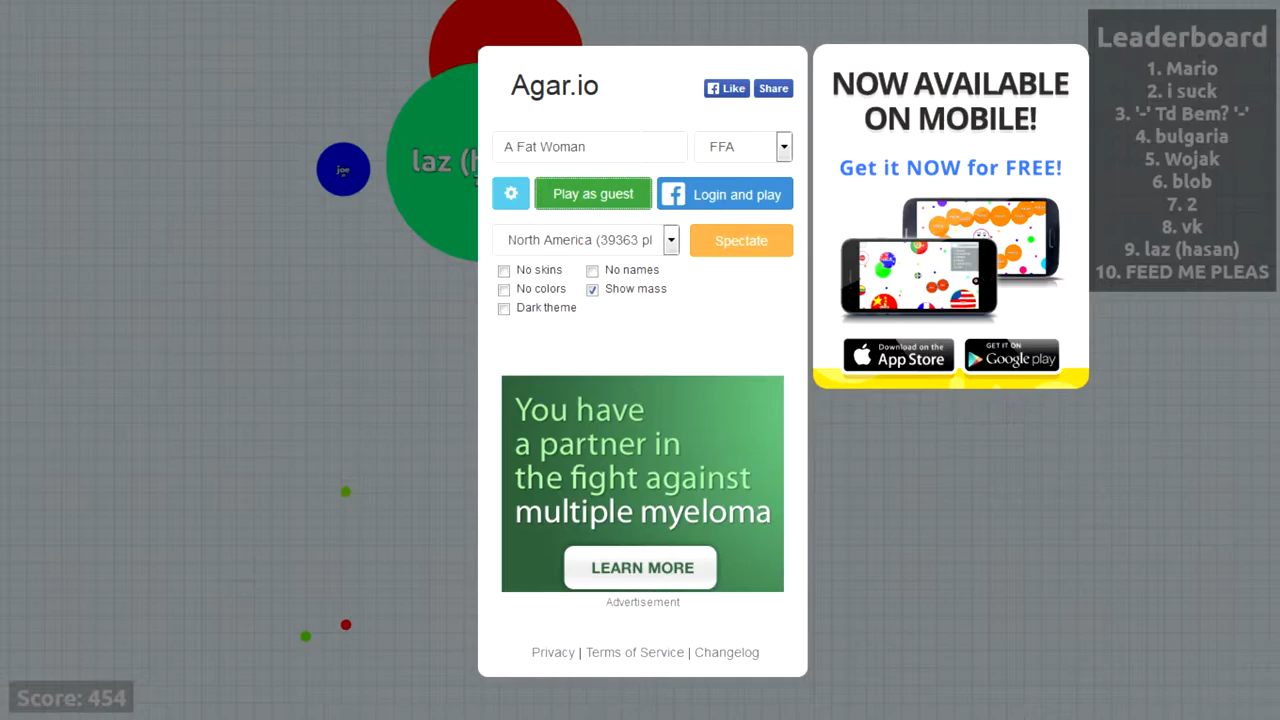 Agar.io
Like
Share
A Fat Woman
FFA
Play as guest
Login and play
North America (39363 pl
Spectate
No skins
No names
No colors
Show mass
Dark theme
You have
a partner in
the fight against
multiple myeloma
LEARN MORE
Advertisement
Privacy | Terms of Service | Changelog
NOW AVAILABLE
ON MOBILE!
Get it NOW for FREE!
Download on the
App Store
GET IT ON
Google play
Leaderboard
1. Mario
2. i suck
3. '-' Td Bem? '-'
4. bulgaria
5. Wojak
6. blob
7. 2
8. vk
9. laz (hasan)
10. FEED ME PLEAS
joe
laz (h
Score: 454